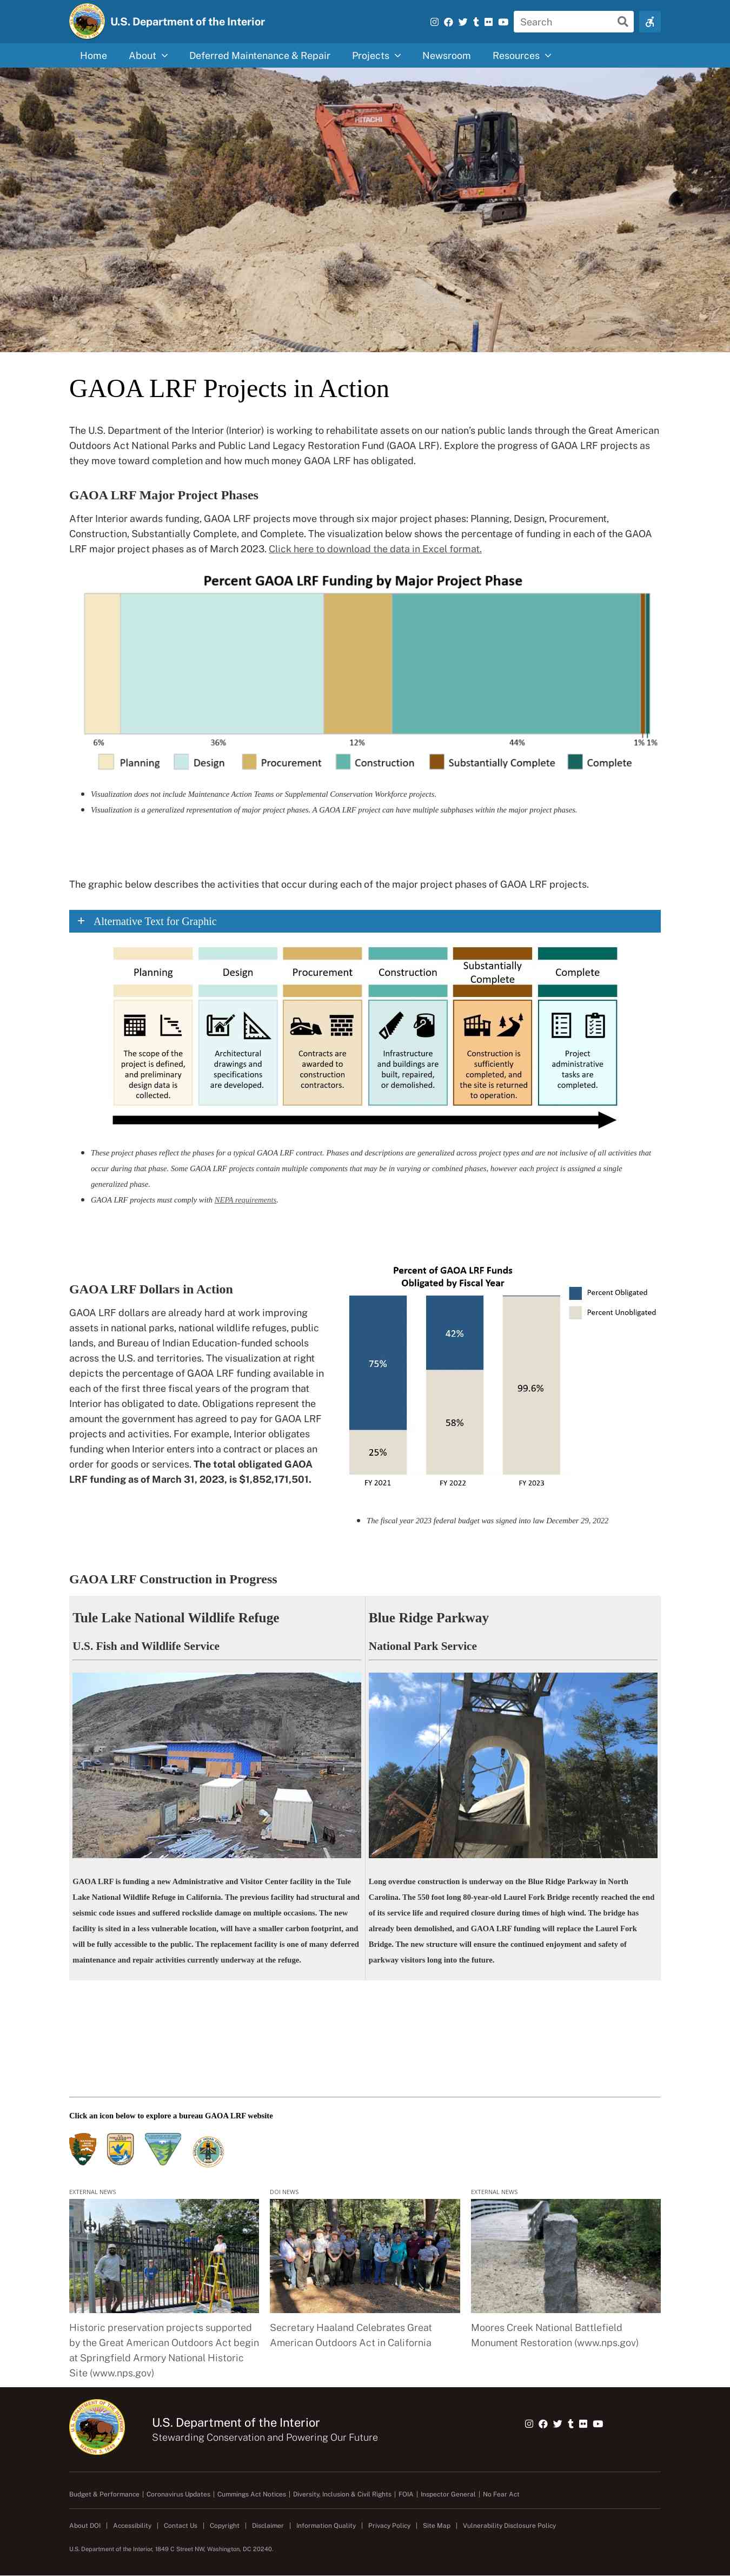 U.S. Department of the Interior
Search
Home About Deferred Maintenance & Repair Projects Newsroom Resources
HITACHI
GAOA LRF Projects in Action
The U.S. Department of the Interior (Interior) is working to rehabilitate assets on our nation's public lands through the Great American
Outdoors Act National Parks and Public Land Legacy Restoration Fund (GAOA LRF). Explore the progress of GAOA LRF projects as
they move toward completion and how much money GAOA LRF has obligated.
GAOA LRF Major Project Phases
After Interior awards funding, GAOA LRF projects move through six major project phases: Planning, Design, Procurement,
Construction, Substantially Complete, and Complete. The visualization below shows the percentage of funding in each of the GAOA
LRF major project phases as of March 2023. Click here to download the data in Excel format.
Percent GAOA LRF Funding by Major Project Phase
6% 36% 12% 44% 1% 1%
Planning Design Procurement Construction Substantially Complete Complete
Visualization does not include Maintenance Action Teams or Supplemental Conservation Workforce projects.
Visualization is a generalized representation of major project phases. A GAOA LRF project can have multiple subphases within the major project phases.
The graphic below describes the activities that occur during each of the major project phases of GAOA LRF projects.
+ Alternative Text for Graphic
Planning
The scope of the
project is defined,
and preliminary
design data is
collected.
Design
Architectural
drawings and
specifications
are developed.
Procurement
Contracts are
awarded to
construction
contractors.
Construction
Infrastructure
and buildings are
built, repaired,
or demolished.
Substantially
Complete
Construction is
sufficiently
completed, and
the site is returned
to operation.
Complete
Project
administrative
tasks are
completed.
These project phases reflect the phases for a typical GAOA LRF contract. Phases and descriptions are generalized across project types and are not inclusive of all activities that
occur during that phase. Some GAOA LRF projects contain multiple components that may be in varying or combined phases, however each project is assigned a single
generalized phase.
GAOA LRF projects must comply with NEPA requirements.
GAOA LRF Dollars in Action
GAOA LRF dollars are already hard at work improving
assets in national parks, national wildlife refuges, public
lands, and Bureau of Indian Education-funded schools
across the U.S. and territories. The visualization at right
depicts the percentage of GAOA LRF funding available in
each of the first three fiscal years of the program that
Interior has obligated to date. Obligations represent the
amount the government has agreed to pay for GAOA LRF
projects and activities. For example, Interior obligates
funding when Interior enters into a contract or places an
order for goods or services. The total obligated GAOA
LRF funding as of March 31, 2023, is $1,852,171,501.
Percent of GAOA LRF Funds
Obligated by Fiscal Year
Percent Obligated
Percent Unobligated
75%
42%
99.6%
58%
25%
FY 2021 FY 2022 FY 2023
The fiscal year 2023 federal budget was signed into law December 29, 2022
GAOA LRF Construction in Progress
Tule Lake National Wildlife Refuge
U.S. Fish and Wildlife Service
GAOA LRF is funding a new Administrative and Visitor Center facility in the Tule
Lake National Wildlife Refuge in California. The previous facility had structural and
seismic code issues and suffered rockslide damage on multiple occasions. The new
facility is sited in a less vulnerable location, will have a smaller carbon footprint, and
will be fully accessible to the public. The replacement facility is one of many deferred
maintenance and repair activities currently underway at the refuge.
Blue Ridge Parkway
National Park Service
Long overdue construction is underway on the Blue Ridge Parkway in North
Carolina. The 550 foot long 80-year-old Laurel Fork Bridge recently reached the end
of its service life and required closure during times of high wind. The bridge has
already been demolished, and GAOA LRF funding will replace the Laurel Fork
Bridge. The new structure will ensure the continued enjoyment and safety of
parkway visitors long into the future.
Click an icon below to explore a bureau GAOA LRF website
EXTERNAL NEWS
Historic preservation projects supported
by the Great American Outdoors Act begin
at Springfield Armory National Historic
Site (www.nps.gov)
DOI NEWS
Secretary Haaland Celebrates Great
American Outdoors Act in California
EXTERNAL NEWS
Moores Creek National Battlefield
Monument Restoration (www.nps.gov)
U.S. Department of the Interior
Stewarding Conservation and Powering Our Future
Budget & Performance | Coronavirus Updates | Cummings Act Notices | Diversity, Inclusion & Civil Rights | FOIA | Inspector General | No Fear Act
About DOI | Accessibility | Contact Us | Copyright | Disclaimer | Information Quality | Privacy Policy | Site Map | Vulnerability Disclosure Policy
U.S. Department of the Interior, 1849 C Street NW, Washington, DC 20240.